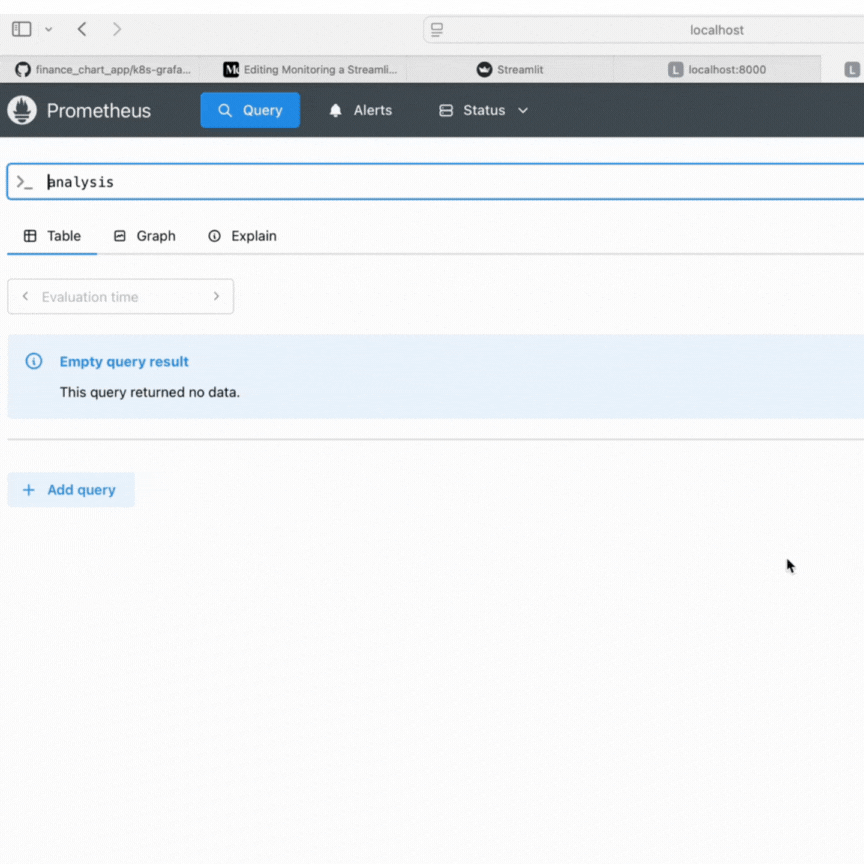 localhost
finance_chart_app/k8s-grafa...
Editing Monitoring a Streamli...
Streamlit
L localhost:8000
L
Prometheus
Query
Alerts
Status
>_ analysis
Table
Graph
Explain
Evaluation time
Empty query result
This query returned no data.
+ Add query